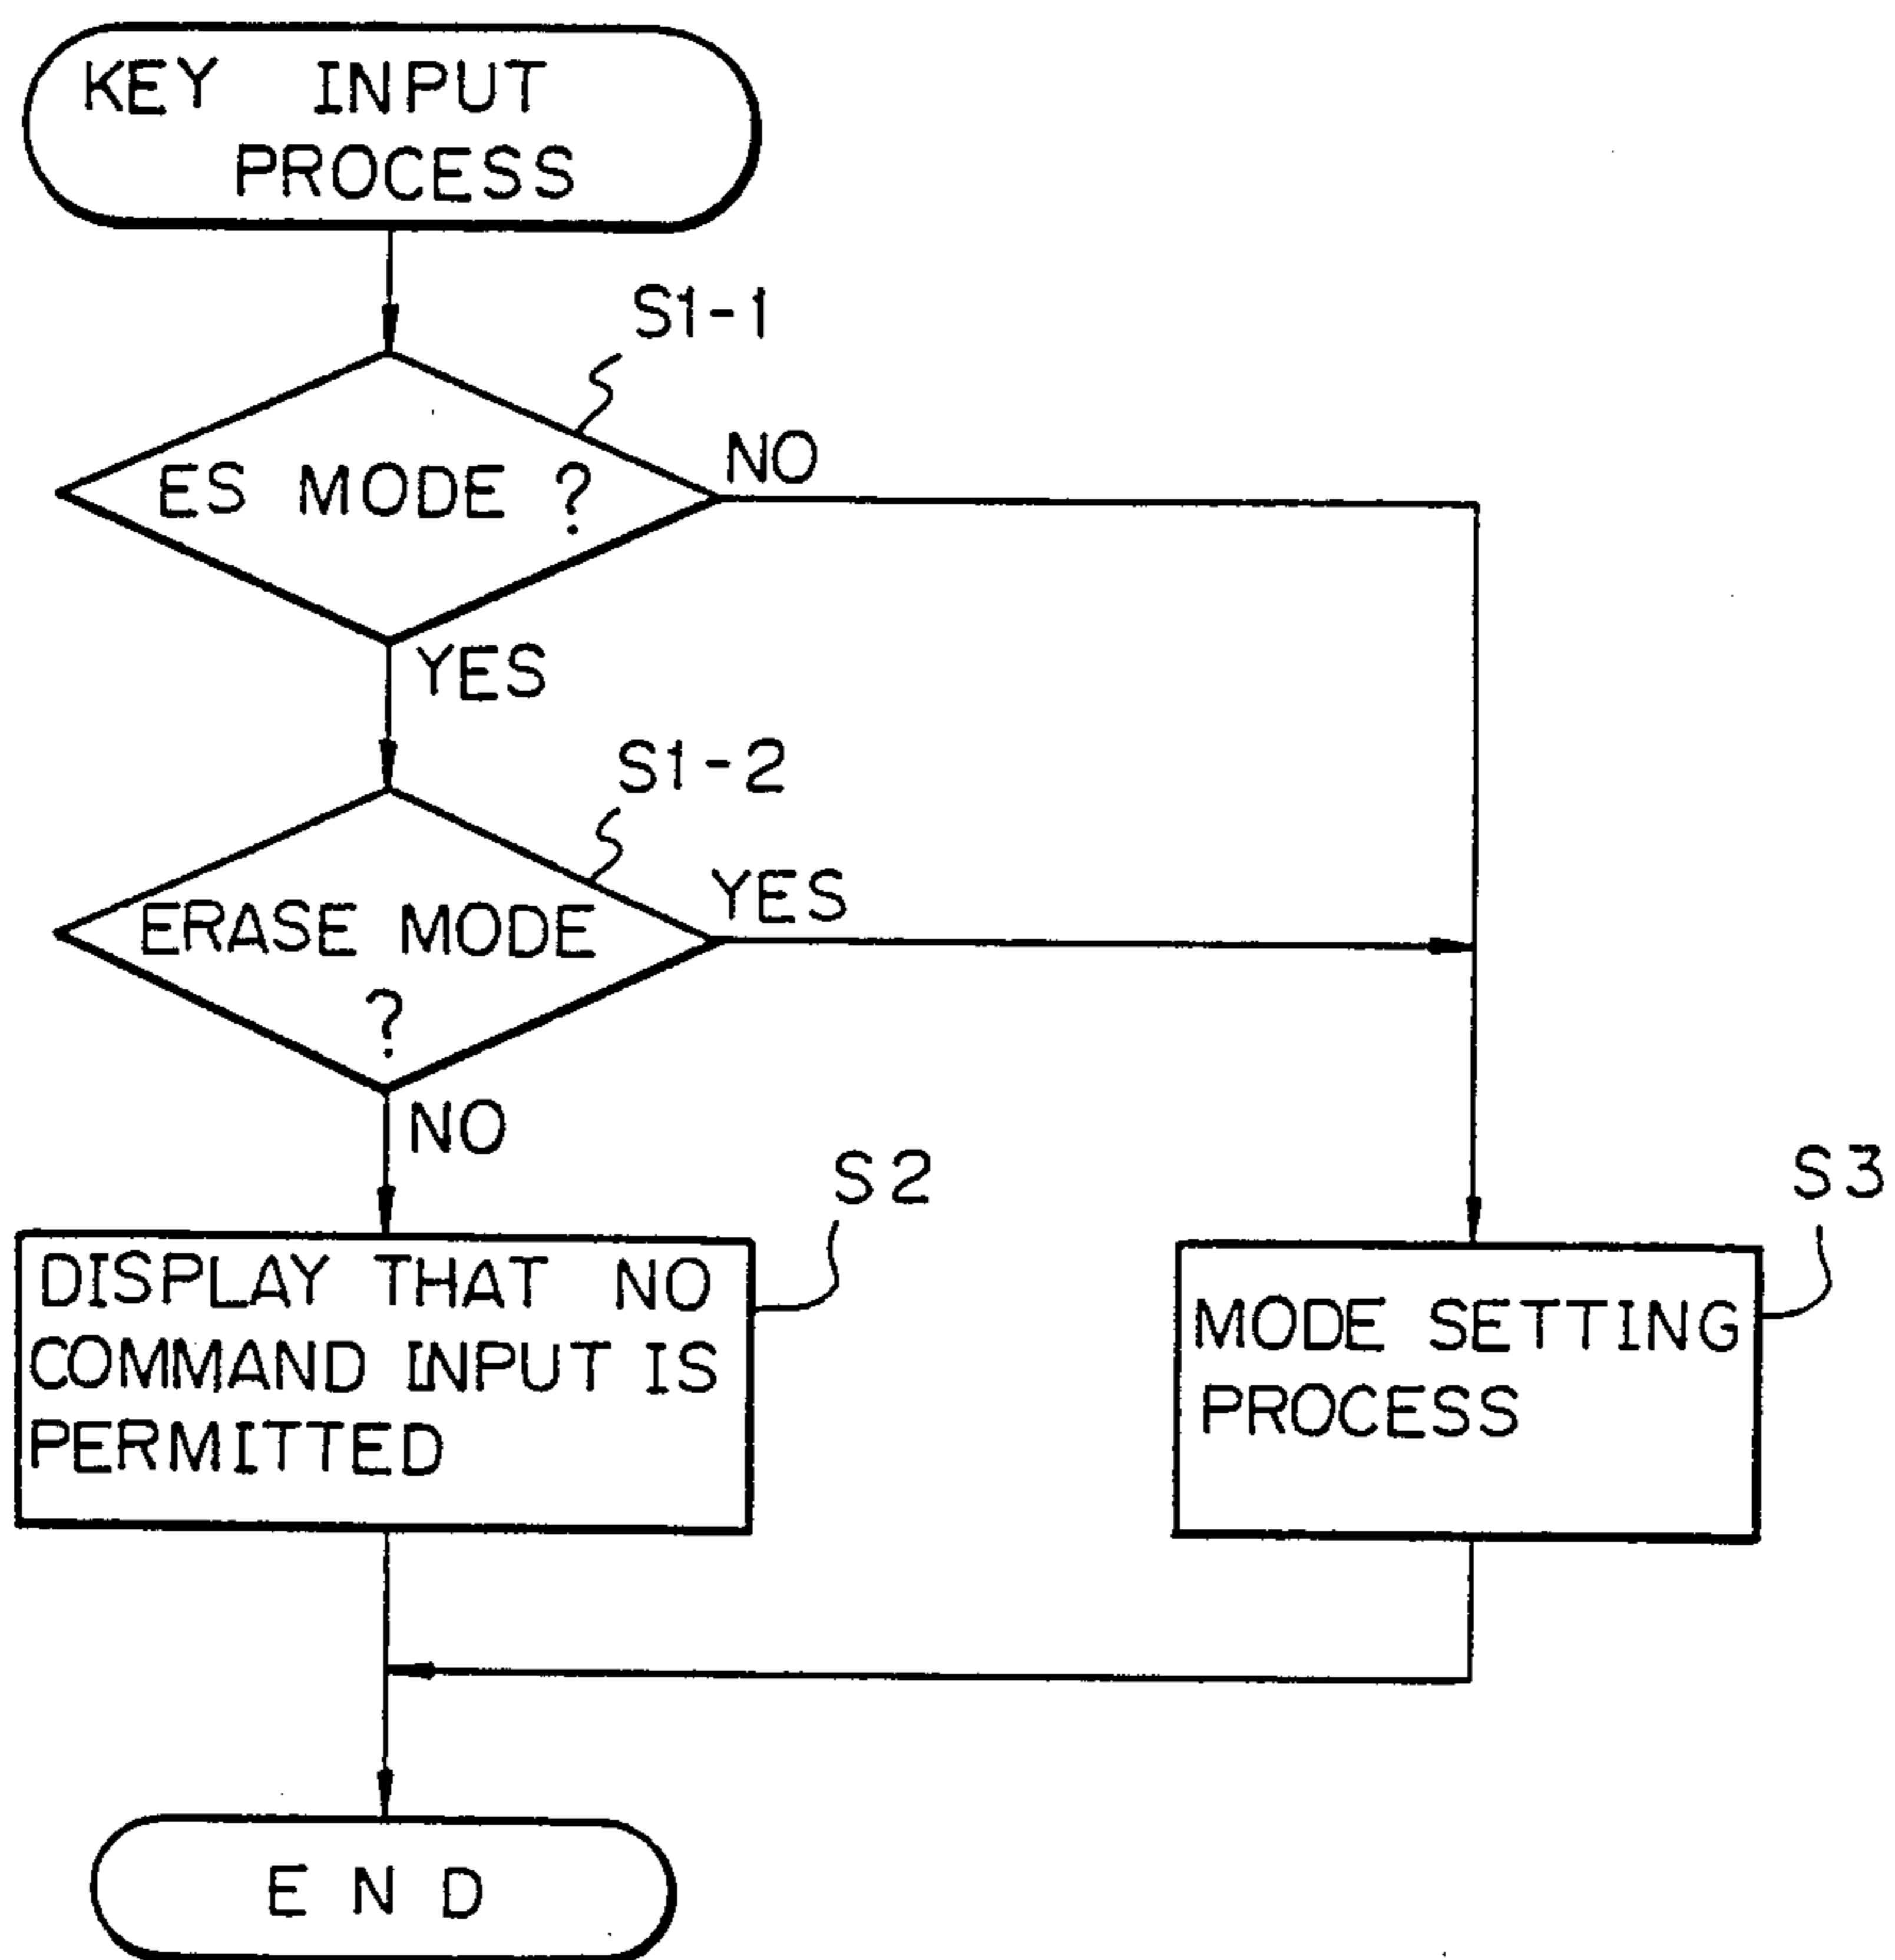 KEY INPUT
PROCESS
S1-1
ES MODE ?
NO
YES
S1-2
ERASE MODE
?
YES
NO
S2
S3
DISPLAY THAT NO
COMMAND INPUT IS
PERMITTED
MODE SETTING
PROCESS
END